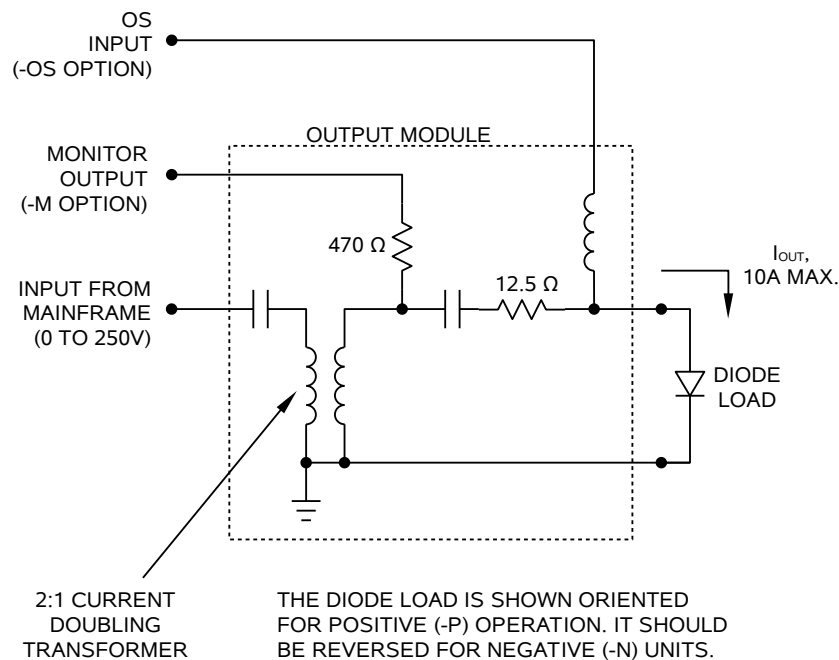 OS
INPUT
(-OS OPTION)
OUTPUT MODULE
MONITOR
OUTPUT
(-M OPTION)
470 Ω
12.5 Ω
IOUT,
10A MAX.
INPUT FROM
MAINFRAME
(0 TO 250V)
DIODE
LOAD
2:1 CURRENT
DOUBLING
TRANSFORMER
THE DIODE LOAD IS SHOWN ORIENTED
FOR POSITIVE (-P) OPERATION. IT SHOULD
BE REVERSED FOR NEGATIVE (-N) UNITS.